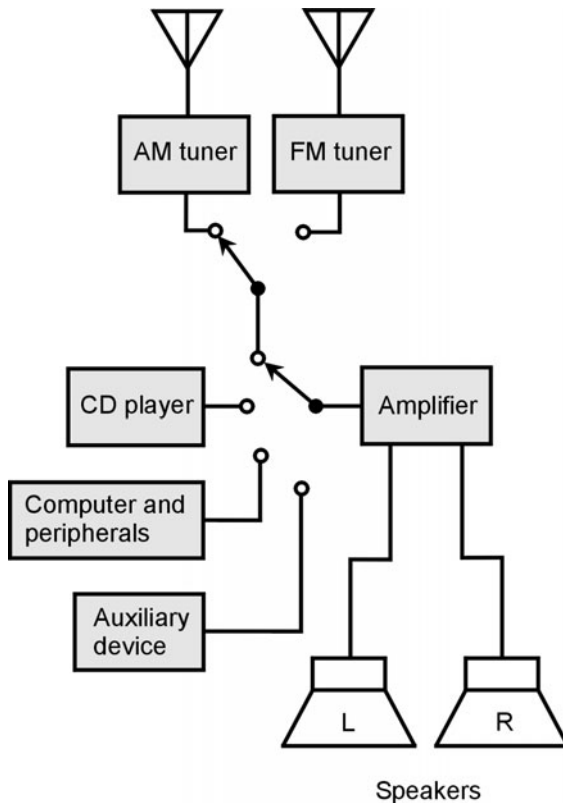 AM tuner
FM tuner
CD player
Amplifier
Computer and
peripherals
Auxiliary
device
L
R
Speakers